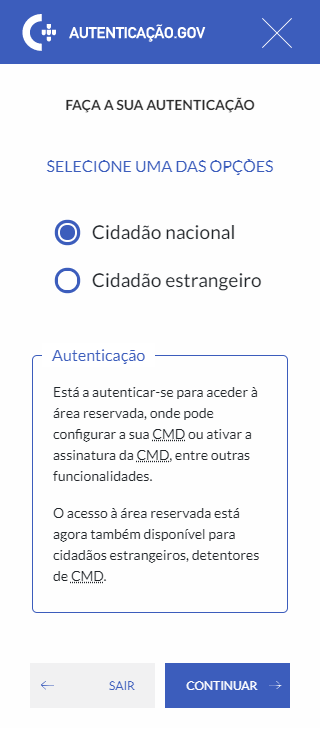 AUTENTICAÇÃO.GOV
FAÇA A SUA AUTENTICAÇÃO
SELECIONE UMA DAS OPÇÕES
Cidadão nacional
Cidadão estrangeiro
Autenticação
Está a autenticar-se para aceder à
área reservada, onde pode
configurar a sua CMD ou ativar a
assinatura da CMD, entre outras
funcionalidades.
O acesso à área reservada está
agora também disponível para
cidadãos estrangeiros, detentores
de CMD.
SAIR
CONTINUAR